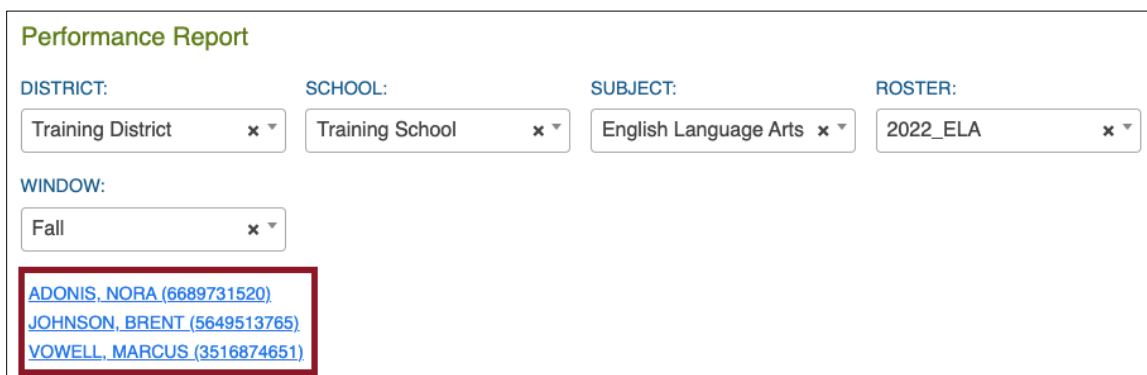 Performance Report
DISTRICT: SCHOOL: SUBJECT: ROSTER:
Training District × Training School × English Language Arts × 2022_ELA ×
WINDOW:
Fall ×
ADONIS, NORA (6689731520)
JOHNSON, BRENT (5649513765)
VOWELL, MARCUS (3516874651)